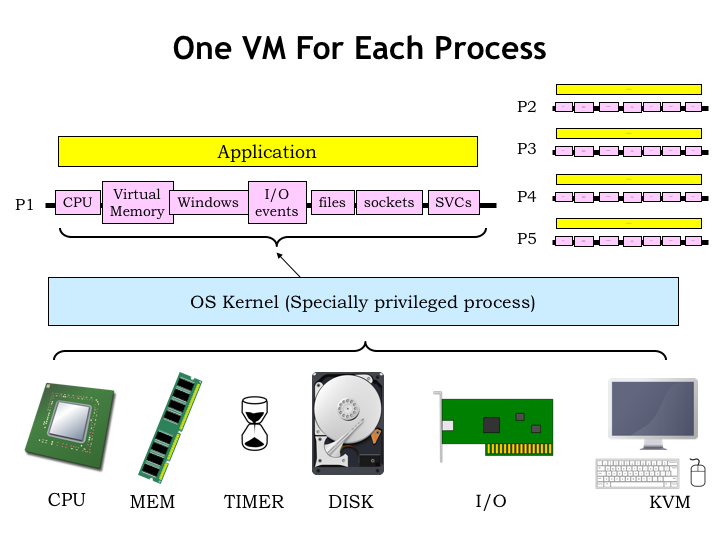 One VM For Each Process
P2
P3
P4
P5
Application
P1
CPU
Virtual
Memory
Windows
I/O
events
files
sockets
SVCs
OS Kernel (Specially privileged process)
CPU
MEM
TIMER
DISK
I/O
KVM